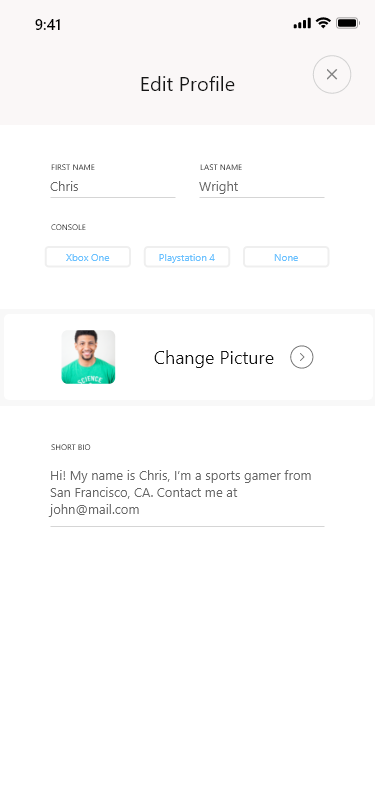 9:41
Edit Profile
FIRST NAME
LAST NAME
Chris
Wright
CONSOLE
Xbox One
Playstation 4
None
SCIENCE
Change Picture
SHORT BIO
Hi! My name is Chris, I'm a sports gamer from
San Francisco, CA. Contact me at
john@mail.com